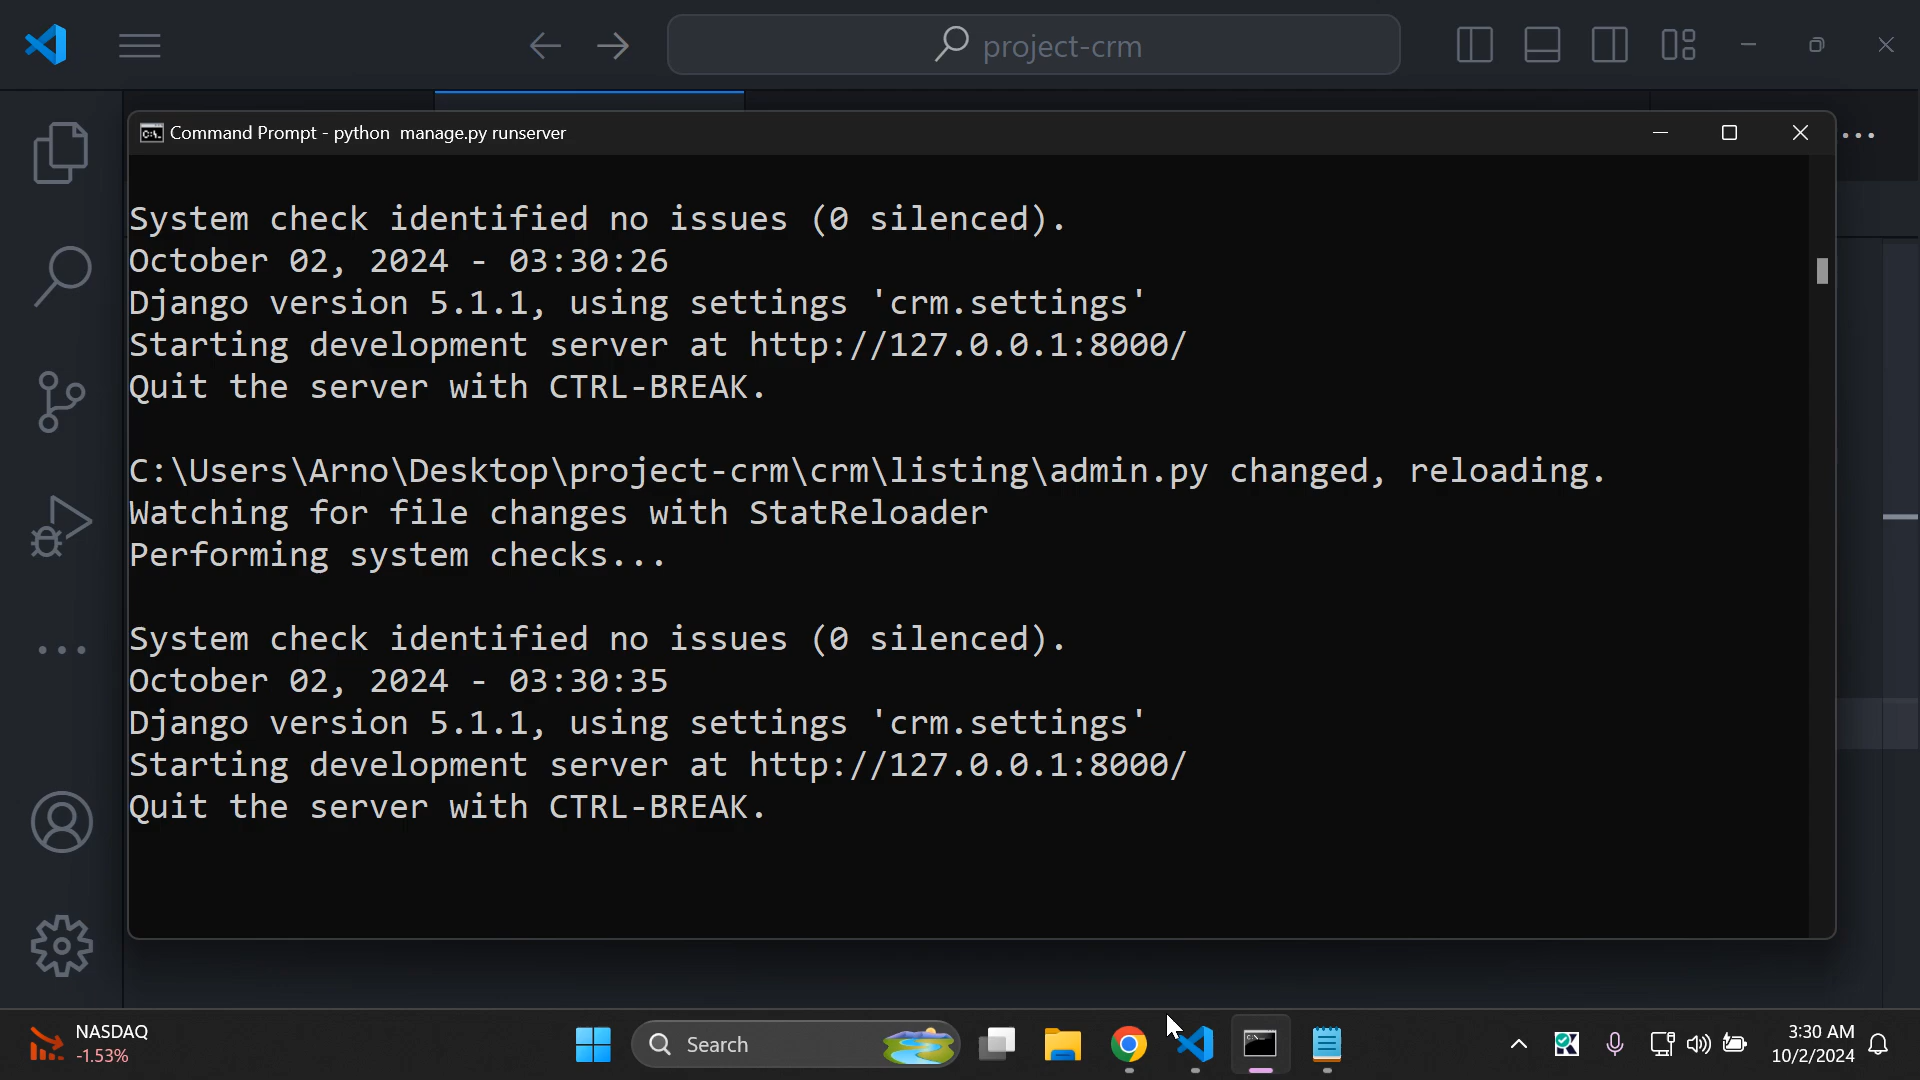 project-crm
Command Prompt - python  manage.py runserver
System check identified no issues (0 silenced).
October 02, 2024 - 03:30:26
Django version 5.1.1, using settings 'crm.settings'
Starting development server at http://127.0.0.1:8000/
Quit the server with CTRL-BREAK.
C:\Users\Arno\Desktop\project-crm\crm\listing\admin.py changed, reloading.
Watching for file changes with StatReloader
Performing system checks...
System check identified no issues (0 silenced).
October 02, 2024 - 03:30:35
Django version 5.1.1, using settings 'crm.settings'
Starting development server at http://127.0.0.1:8000/
Quit the server with CTRL-BREAK.
NASDAQ
-1.53%
Search
3:30 AM
10/2/2024